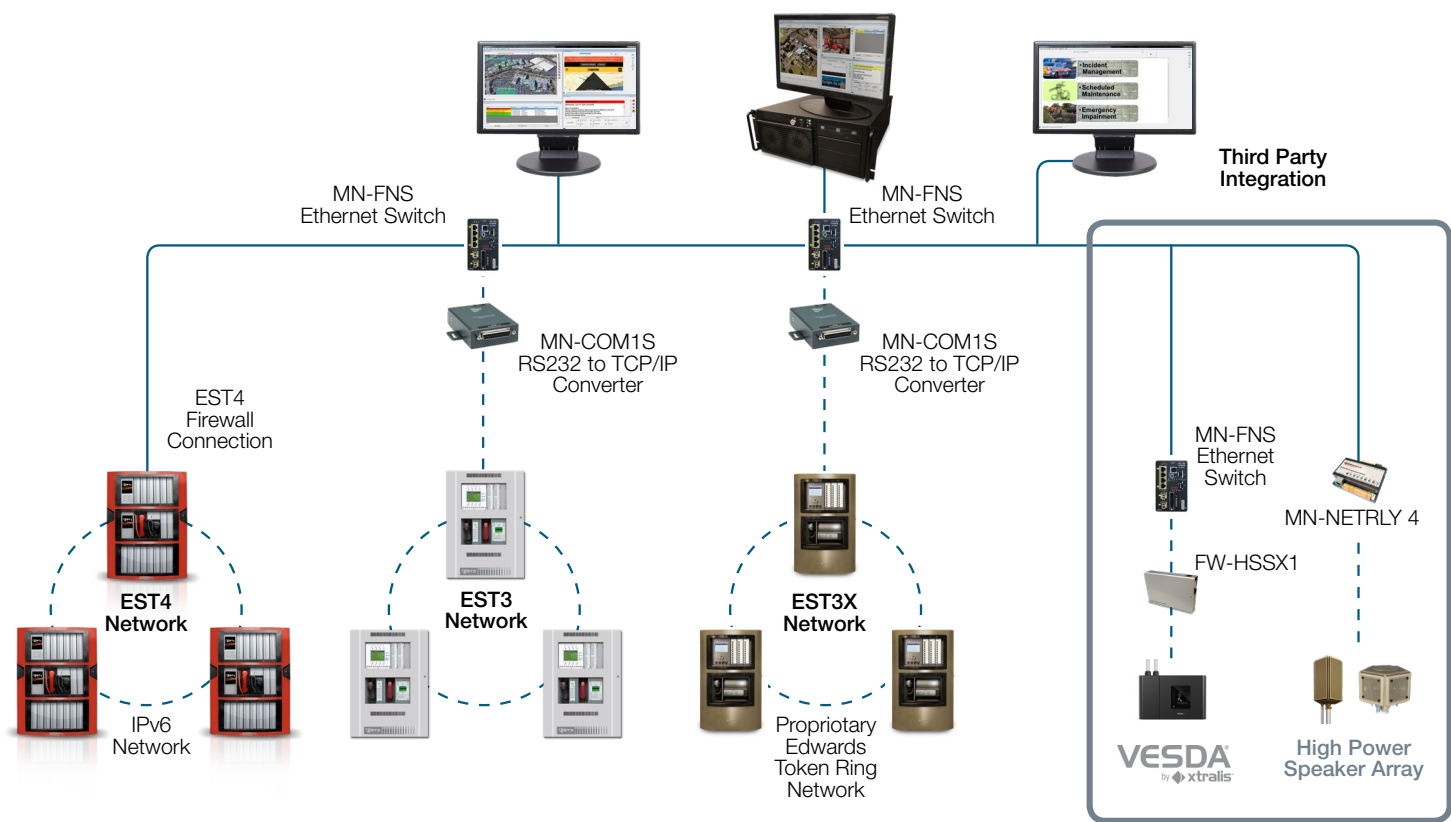 • Incident
Management
• Scheduled
Maintenance
• Emergency
Impairment
Third Party
Integration
MN-FNS
Ethernet Switch
MN-FNS
Ethernet Switch
MN-COM1S
RS232 to TCP/IP
Converter
MN-COM1S
RS232 to TCP/IP
Converter
EST4
Firewall
Connection
MN-FNS
Ethernet
Switch
MN-NETRLY 4
FW-HSSX1
EST4
Network
EST3
Network
EST3X
Network
IPv6
Network
Propriotary
Edwards
Token Ring
Network
VESDA®
by xtralis
High Power
Speaker Array